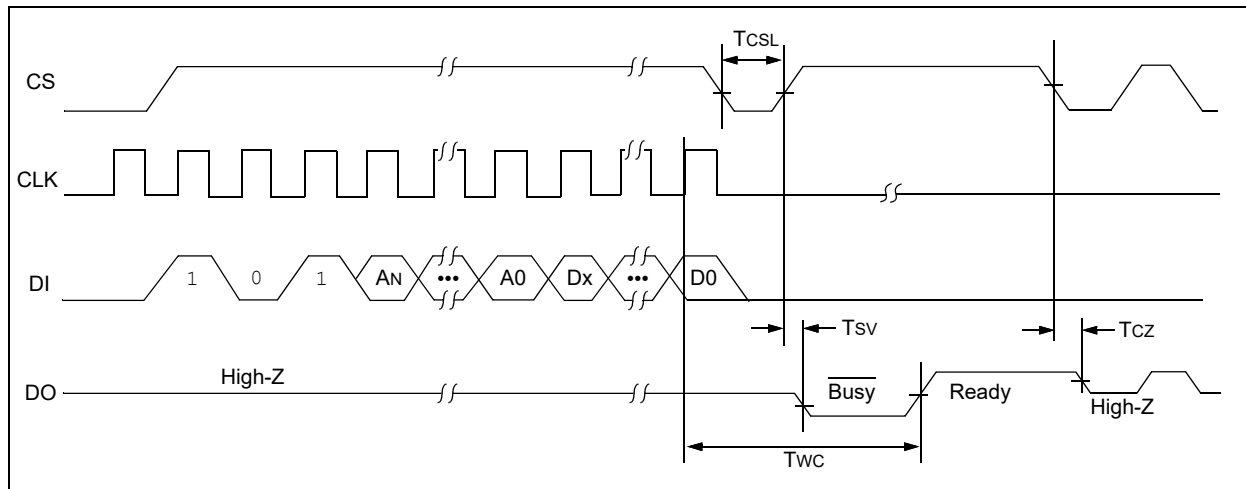 TCSL
CS
CLK
DI
1 0 1 AN ••• A0 Dx ••• D0
TSV
TCZ
High-Z
DO
Busy
Ready
High-Z
TWC